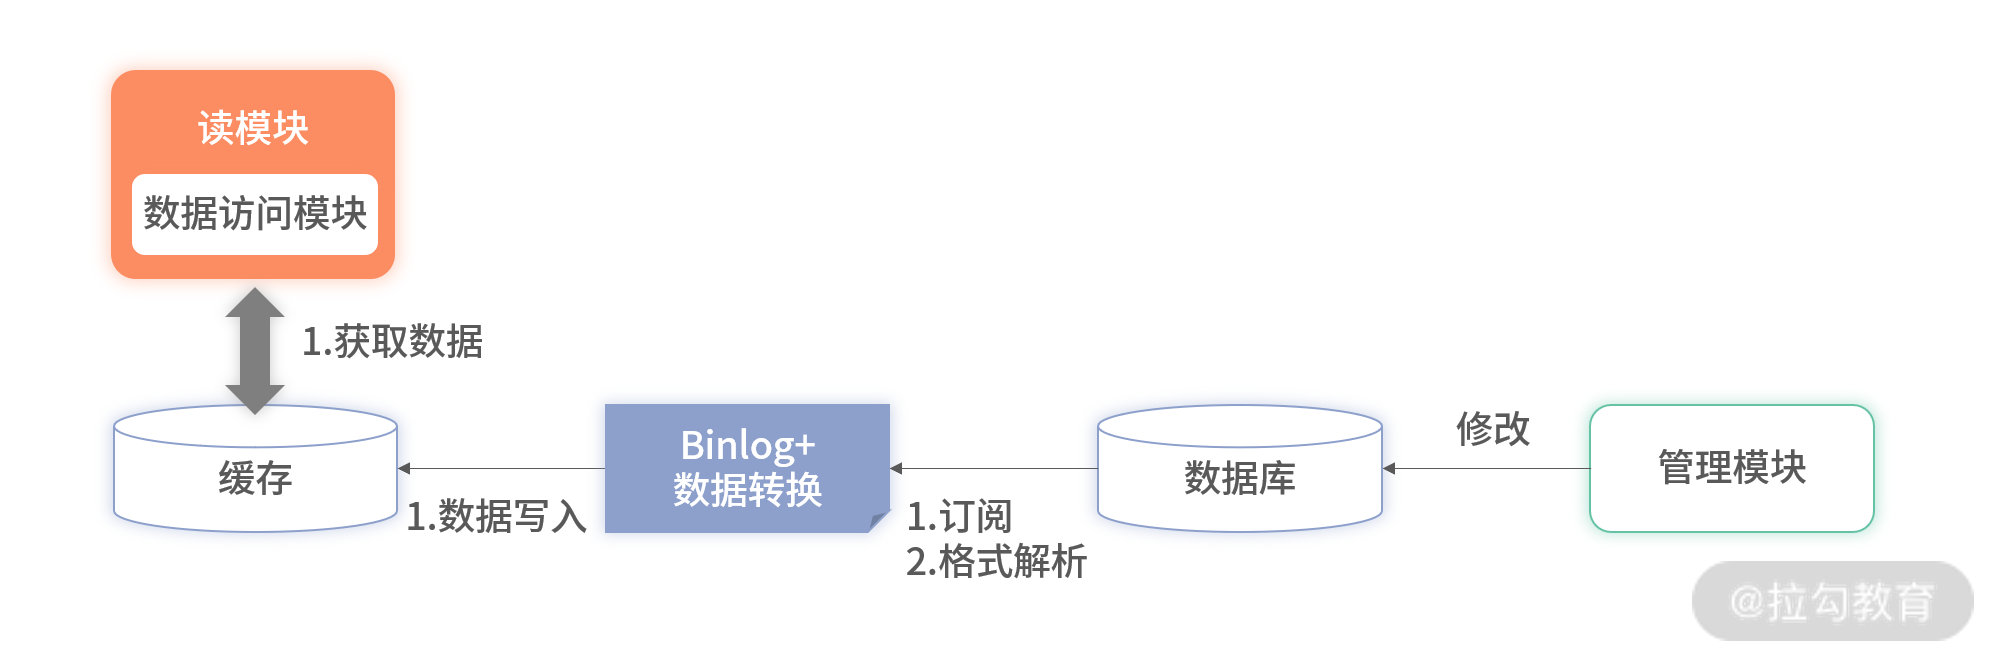 读模块
数据访问模块
1.获取数据
缓存
1.数据写入
Binlog+
数据转换
1.订阅
2.格式解析
数据库
修改
管理模块
@拉勾教育